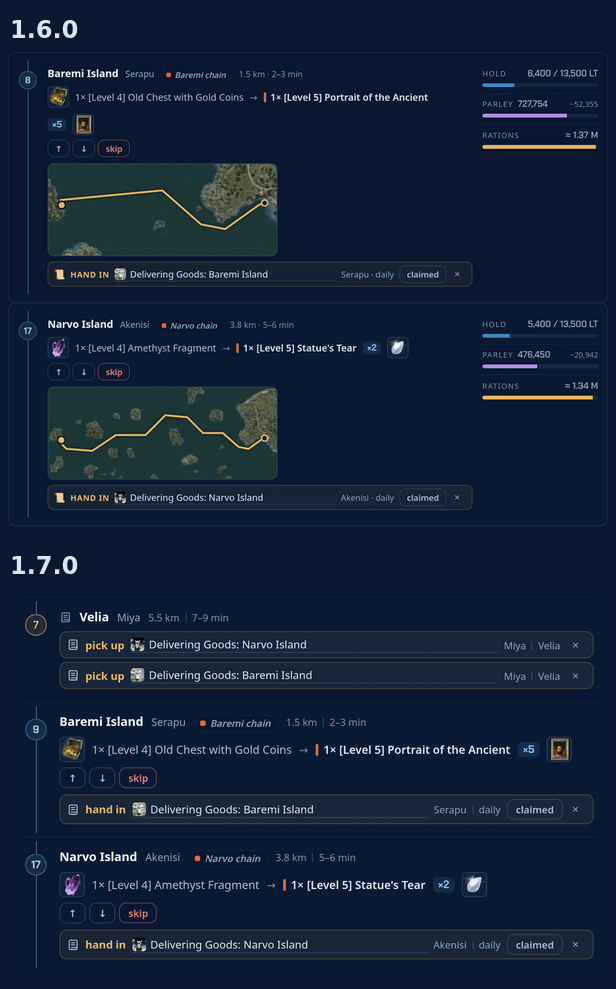 1.6.0
8 Baremi Island Serapu Baremi chain 1.5 km · 2–3 min
HOLD 6,400 / 13,500 LT
1× [Level 4] Old Chest with Gold Coins → 1× [Level 5] Portrait of the Ancient
PARLEY 727,754 −52,355
×5
RATIONS ≈ 1.37 M
↑ ↓ skip
HAND IN Delivering Goods: Baremi Island Serapu · daily claimed ×
17 Narvo Island Akenisi Narvo chain 3.8 km · 5–6 min
HOLD 5,400 / 13,500 LT
1× [Level 4] Amethyst Fragment → 1× [Level 5] Statue's Tear ×2
PARLEY 476,450 −20,942
↑ ↓ skip
RATIONS ≈ 1.34 M
HAND IN Delivering Goods: Narvo Island Akenisi · daily claimed ×
1.7.0
7 Velia Miya 5.5 km | 7–9 min
pick up Delivering Goods: Narvo Island Miya | Velia ×
pick up Delivering Goods: Baremi Island Miya | Velia ×
9 Baremi Island Serapu Baremi chain 1.5 km | 2–3 min
1× [Level 4] Old Chest with Gold Coins → 1× [Level 5] Portrait of the Ancient ×5
↑ ↓ skip
hand in Delivering Goods: Baremi Island Serapu | daily claimed ×
17 Narvo Island Akenisi Narvo chain 3.8 km | 5–6 min
1× [Level 4] Amethyst Fragment → 1× [Level 5] Statue's Tear ×2
↑ ↓ skip
hand in Delivering Goods: Narvo Island Akenisi | daily claimed ×